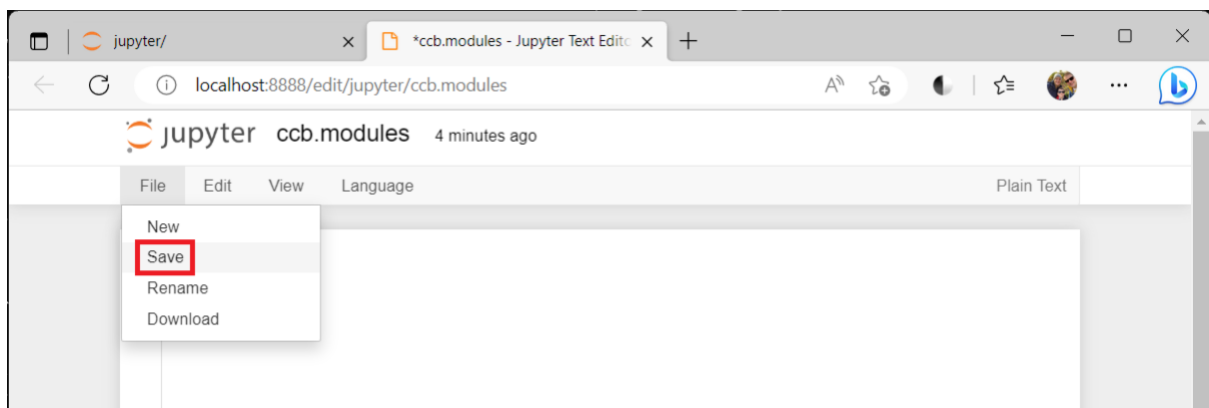 jupyter/
*ccb.modules - Jupyter Text Edito
localhost:8888/edit/jupyter/ccb.modules
jupyter ccb.modules 4 minutes ago
File Edit View Language Plain Text
New
Save
Rename
Download